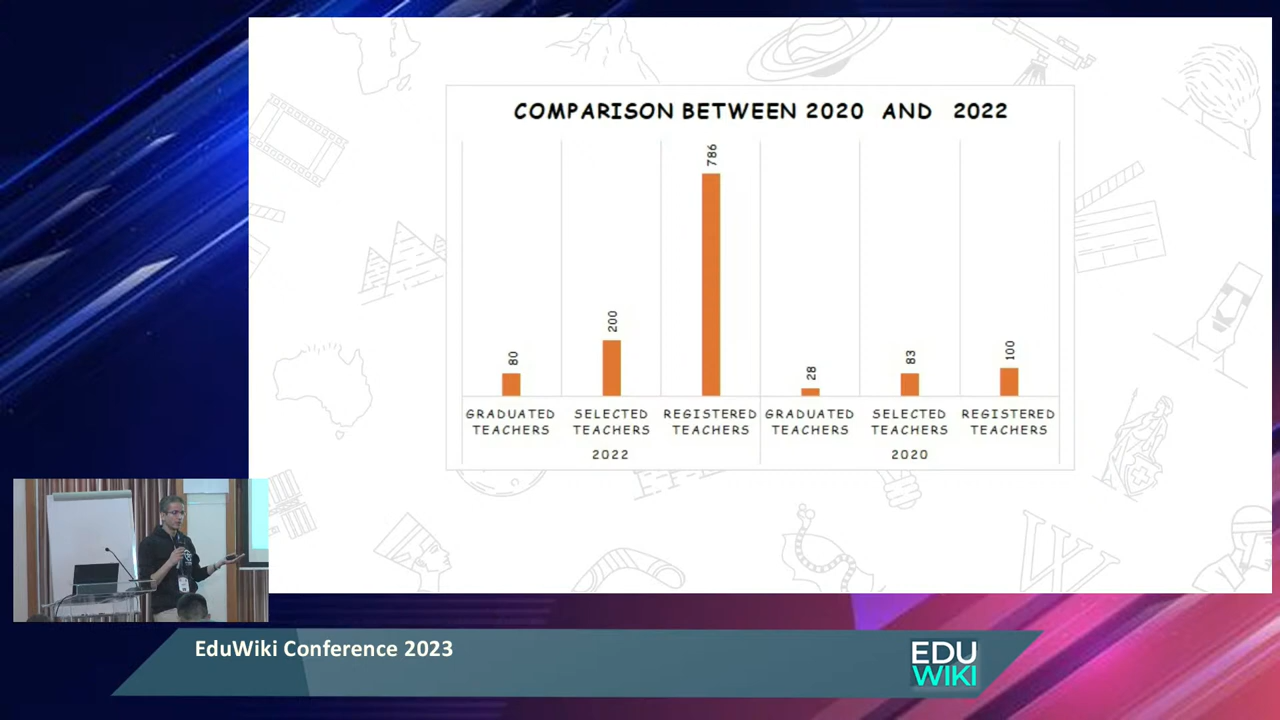 COMPARISON BETWEEN 2020 AND 2022
80
200
786
28
83
100
GRADUATED TEACHERS
SELECTED TEACHERS
REGISTERED TEACHERS
GRADUATED TEACHERS
SELECTED TEACHERS
REGISTERED TEACHERS
2022
2020
EduWiki Conference 2023
EDU
WIKI